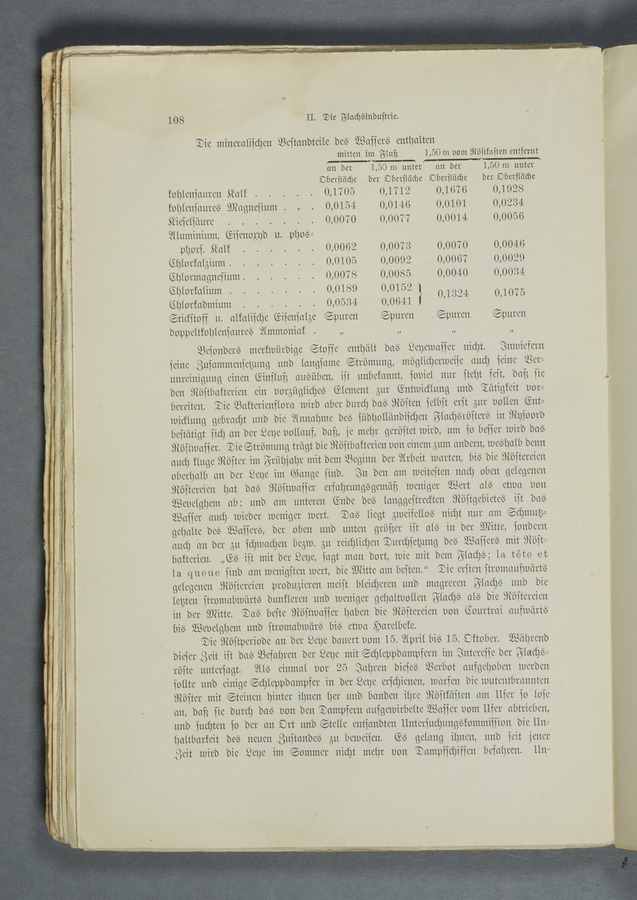 108
II. Die Flachsindustrie.
Die mineralischen Bestandteile des Wassers enthalten
mitten im Fluß 1,50 m vom Röstkasten entfernt
an der 1,50 m unter an der 1,50 m unter
Oberfläche der Oberfläche Oberfläche der Oberfläche
kohlensauren Kalk . . . . . 0,1705 0,1712 0,1676 0,1928
kohlensaures Magnesium . . . 0,0154 0,0146 0,0101 0,0234
Kieselsäure . . . . . . . 0,0070 0,0077 0,0014 0,0056
Aluminium, Eisenoxyd u. phos-
phors. Kalk . . . . . . 0,0062 0,0073 0,0070 0,0046
Chlorkalzium . . . . . . . 0,0105 0,0092 0,0067 0,0029
Chlormagnesium . . . . . . 0,0078 0,0085 0,0040 0,0034
Chlorkalium . . . . . . . 0,0189 0,0152 } 0,1324 0,1075
Chlorkadmium . . . . . . 0,0534 0,0641
Stickstoff u. alkalische Eisensalze Spuren Spuren Spuren Spuren
doppeltkohlensaures Ammoniak . „ „ „ „
Besonders merkwürdige Stoffe enthält das Leyewasser nicht. Inwiefern
seine Zusammensetzung und langsame Strömung, möglicherweise auch seine Ver-
unreinigung einen Einfluß ausüben, ist unbekannt, soviel nur steht fest, daß sie
den Röstbakterien ein vorzügliches Element zur Entwicklung und Tätigkeit vor-
bereiten. Die Bakterienflora wird aber durch das Rösten selbst erst zur vollen Ent-
wicklung gebracht und die Annahme des südholländischen Flachsrösters in Rysoord
bestätigt sich an der Leye vollauf, daß, je mehr geröstet wird, um so besser wird das
Röstwasser. Die Strömung trägt die Röstbakterien von einem zum andern, weshalb denn
auch kluge Röster im Frühjahr mit dem Beginn der Arbeit warten, bis die Röstereien
oberhalb an der Leye im Gange sind. In den am weitesten nach oben gelegenen
Röstereien hat das Röstwasser erfahrungsgemäß weniger Wert als etwa von
Wevelghem ab; und am unteren Ende des langgestreckten Röstgebietes ist das
Wasser auch wieder weniger wert. Das liegt zweifellos nicht nur am Schmutz-
gehalte des Wassers, der oben und unten größer ist als in der Mitte, sondern
auch an der zu schwachen bezw. zu reichlichen Durchsetzung des Wassers mit Röst-
bakterien. „Es ist mit der Leye, sagt man dort, wie mit dem Flachs; la tête et
la queue sind am wenigsten wert, die Mitte am besten.“ Die ersten stromaufwärts
gelegenen Röstereien produzieren meist bleicheren und magreren Flachs und die
letzten stromabwärts dunkleren und weniger gehaltvollen Flachs als die Röstereien
in der Mitte. Das beste Röstwasser haben die Röstereien von Courtrai aufwärts
bis Wevelghem und stromabwärts bis etwa Harelbeke.
Die Röstperiode an der Leye dauert vom 15. April bis 15. Oktober. Während
dieser Zeit ist das Befahren der Leye mit Schleppdampfern im Interesse der Flachs-
röste untersagt. Als einmal vor 25 Jahren dieses Verbot aufgehoben werden
sollte und einige Schleppdampfer in der Leye erschienen, warfen die wutentbrannten
Röster mit Steinen hinter ihnen her und banden ihre Röstkästen am Ufer so lose
an, daß sie durch das von den Dampfern aufgewirbelte Wasser vom Ufer abtrieben,
und suchten so der an Ort und Stelle entsandten Untersuchungskommission die Un-
haltbarkeit des neuen Zustandes zu beweisen. Es gelang ihnen, und seit jener
Zeit wird die Leye im Sommer nicht mehr von Dampfschiffen befahren. Un-